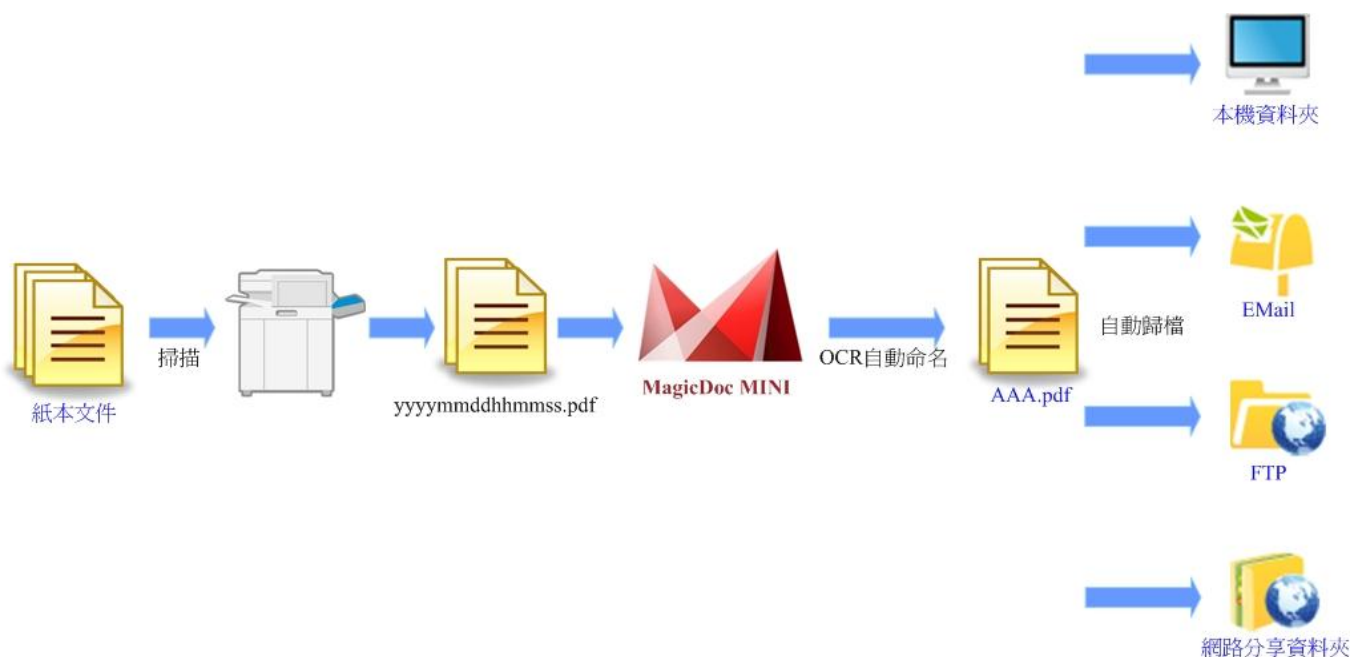 紙本文件
掃描
yyyymmddhhmmss.pdf
MagicDoc MINI
OCR自動命名
AAA.pdf
自動歸檔
本機資料夾
EMail
FTP
網路分享資料夾